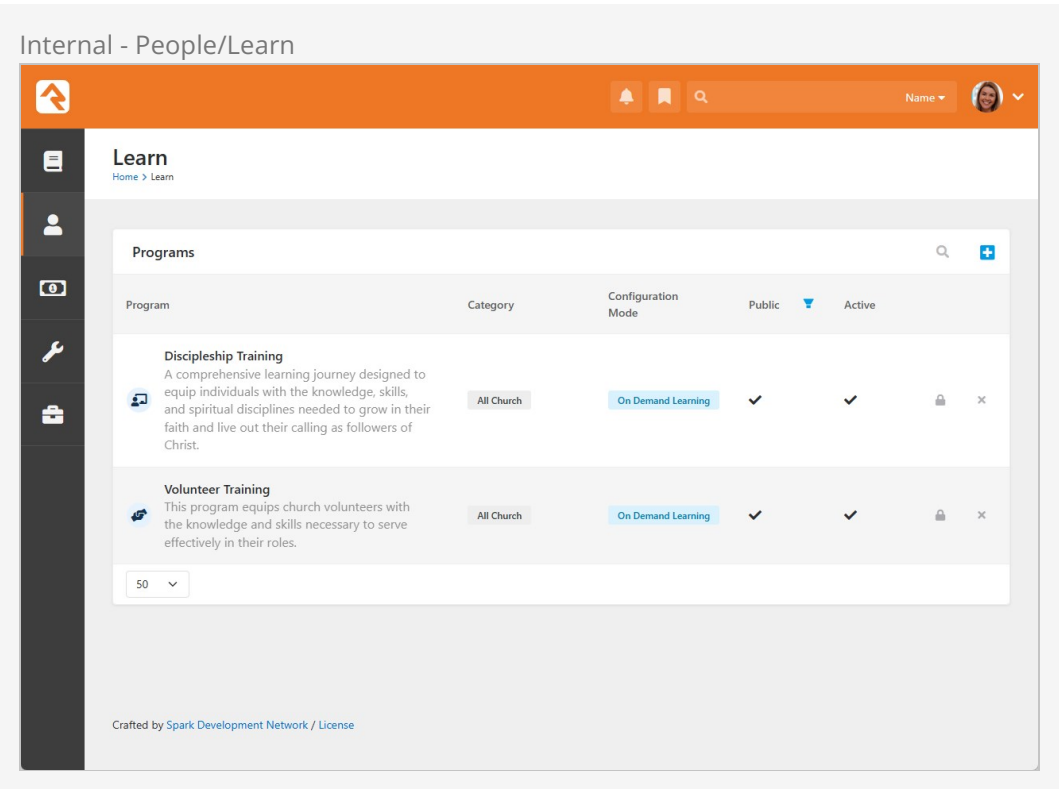 Internal - People/Learn
Name
Learn
Home > Learn
Programs
Program
Category
Configuration
Mode
Public
Active
Discipleship Training
A comprehensive learning journey designed to
equip individuals with the knowledge, skills,
and spiritual disciplines needed to grow in their
faith and live out their calling as followers of
Christ.
All Church
On Demand Learning
Volunteer Training
This program equips church volunteers with
the knowledge and skills necessary to serve
effectively in their roles.
All Church
On Demand Learning
50
Crafted by Spark Development Network / License